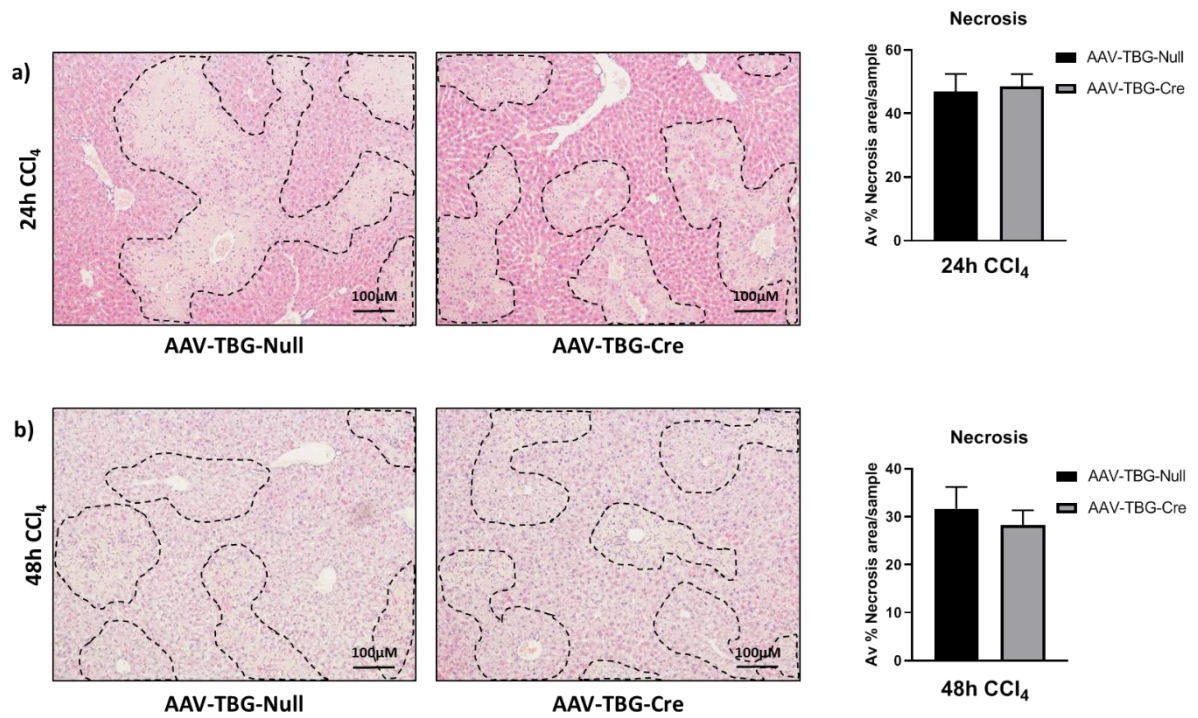 a)
24h CCl₄
100µM
AAV-TBG-Null
100µM
AAV-TBG-Cre
Necrosis
Av % Necrosis area/sample
60
40
20
0
24h CCl₄
AAV-TBG-Null
AAV-TBG-Cre
b)
48h CCl₄
100µM
AAV-TBG-Null
100µM
AAV-TBG-Cre
Necrosis
Av % Necrosis area/sample
40
30
20
10
0
48h CCl₄
AAV-TBG-Null
AAV-TBG-Cre